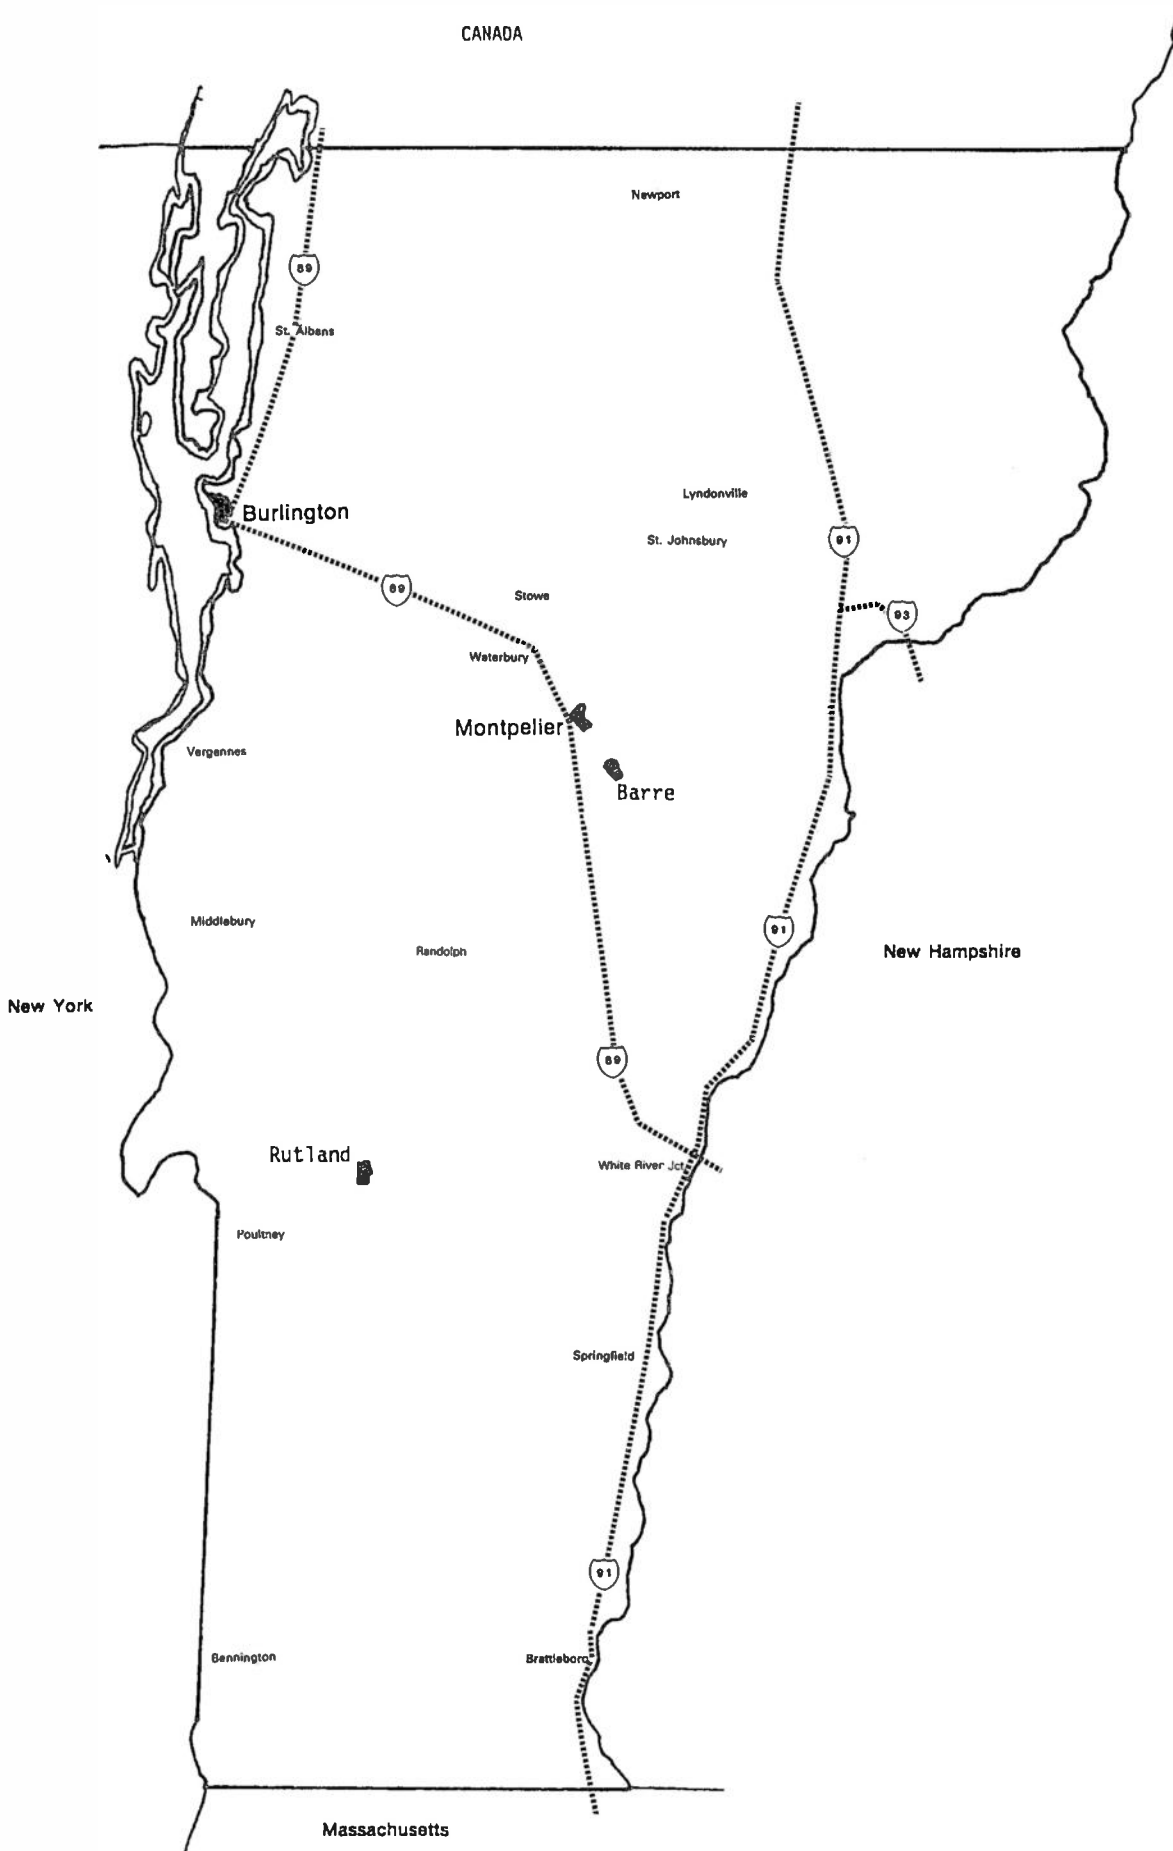 CANADA
Newport
89
St. Albans
Lyndonville
Burlington
St. Johnsbury
91
89
Stowe
93
Waterbury
Montpelier
Vergennes
Barre
Middlebury
91
Randolph
New Hampshire
New York
89
Rutland
White River Jct.
Poultney
Springfield
91
Bennington
Brattleboro
Massachusetts